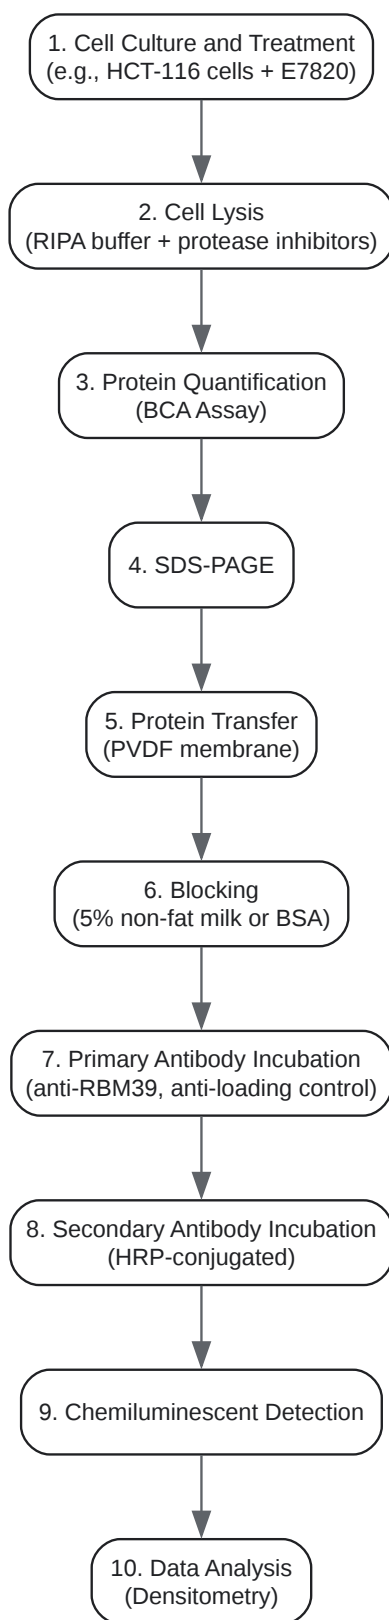 1. Cell Culture and Treatment
(e.g., HCT-116 cells + E7820)
2. Cell Lysis
(RIPA buffer + protease inhibitors)
3. Protein Quantification
(BCA Assay)
4. SDS-PAGE
5. Protein Transfer
(PVDF membrane)
6. Blocking
(5% non-fat milk or BSA)
7. Primary Antibody Incubation
(anti-RBM39, anti-loading control)
8. Secondary Antibody Incubation
(HRP-conjugated)
9. Chemiluminescent Detection
10. Data Analysis
(Densitometry)